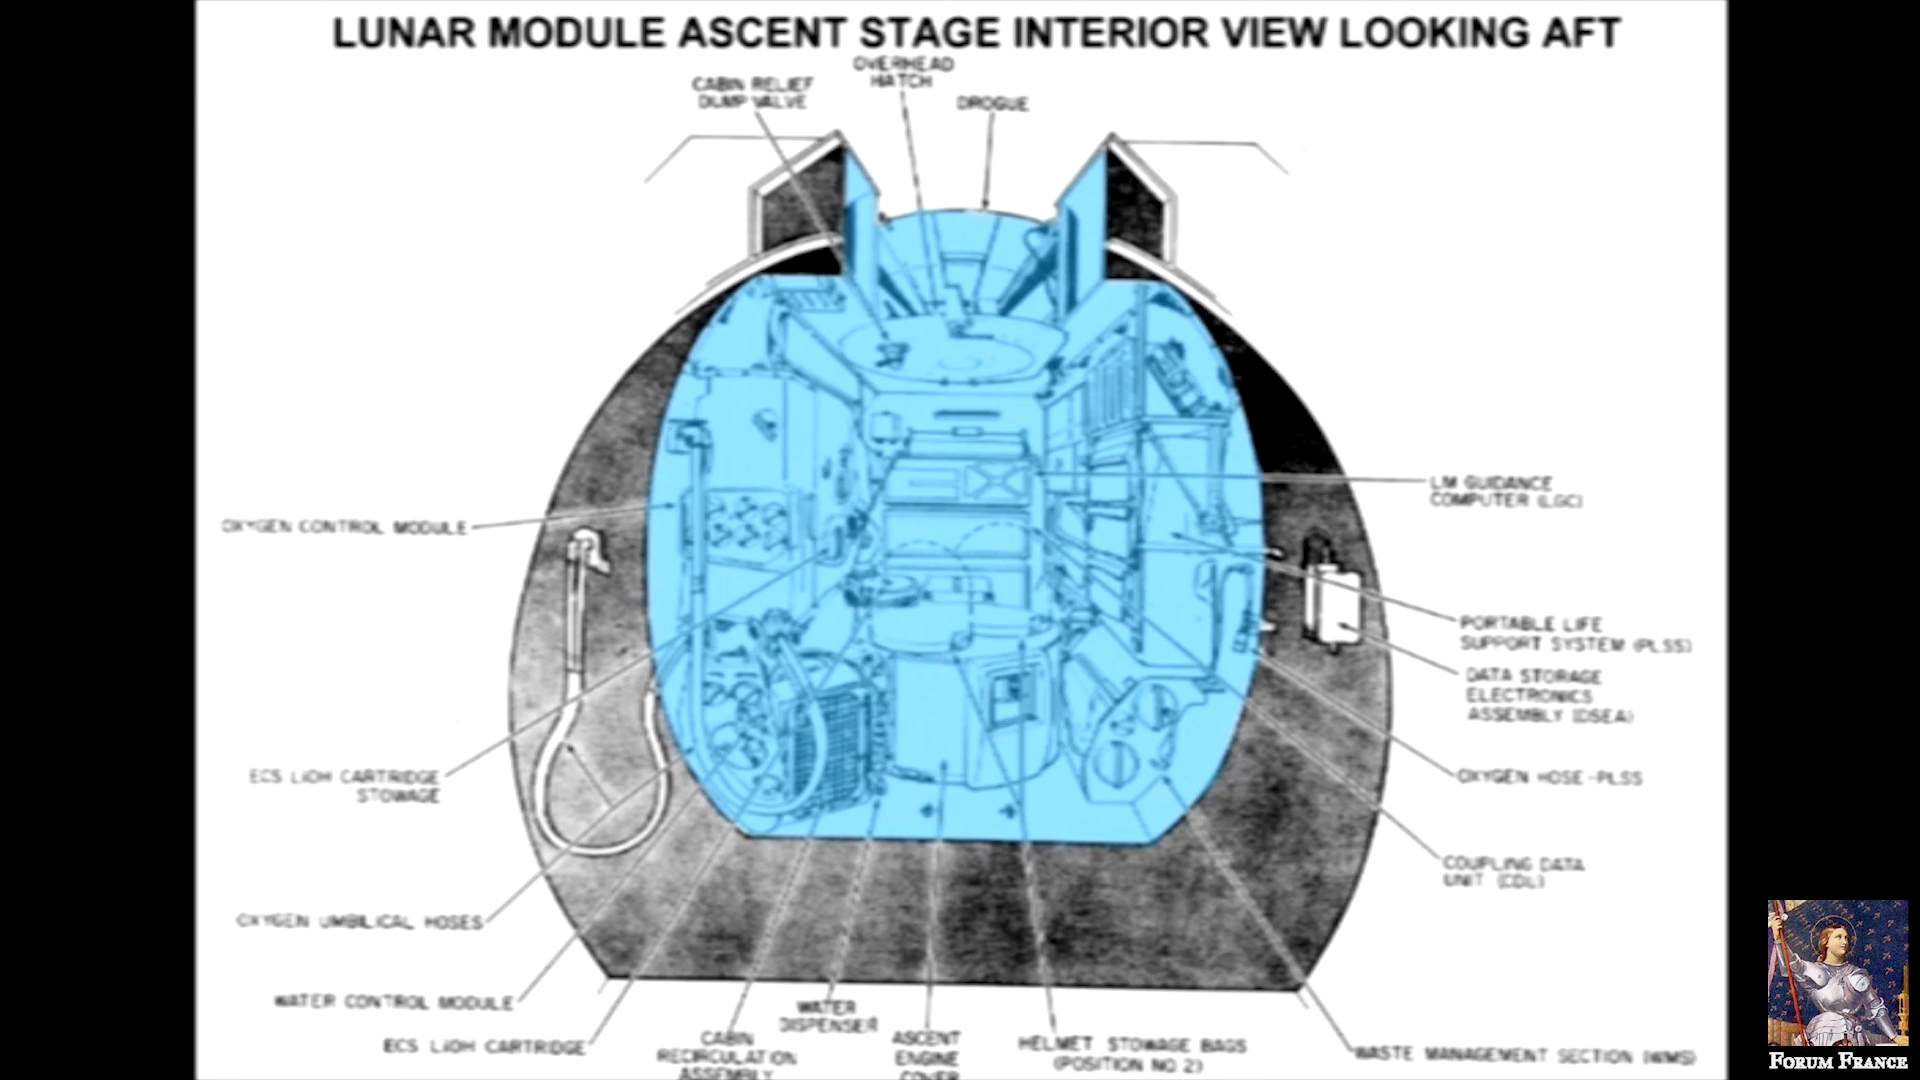 LUNAR MODULE ASCENT STAGE INTERIOR VIEW LOOKING AFT
OVERHEAD
HATCH
CABIN RELIEF
DUMP VALVE
DROGUE
LM GUIDANCE
COMPUTER (LGC)
OXYGEN CONTROL MODULE
PORTABLE LIFE
SUPPORT SYSTEM (PLSS)
DATA STORAGE
ELECTRONICS
ASSEMBLY (DSEA)
ECS LiOH CARTRIDGE
STOWAGE
OXYGEN HOSE-PLSS
COUPLING DATA
UNIT (CDU)
OXYGEN UMBILICAL HOSES
WATER CONTROL MODULE
WATER
DISPENSER
ECS LiOH CARTRIDGE
CABIN
RECIRCULATION
ASSEMBLY
ASCENT
ENGINE
COVER
HELMET STOWAGE BAGS
(POSITION NO. 2)
WASTE MANAGEMENT SECTION (WMS)
FORUM FRANCE